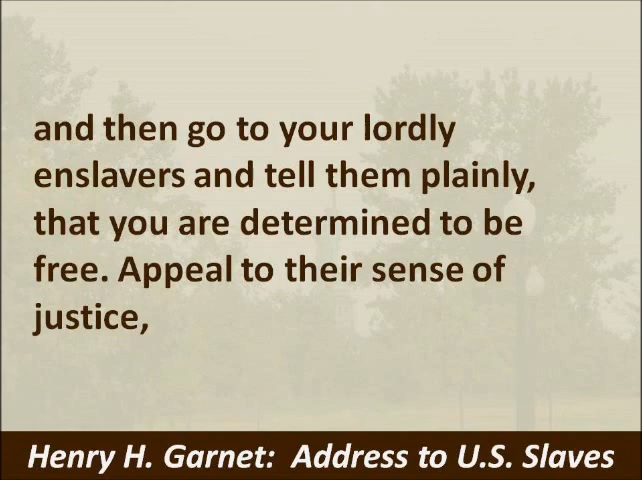 and then go to your lordly
enslavers and tell them plainly,
that you are determined to be
free. Appeal to their sense of
justice,
Henry H. Garnet:  Address to U.S. Slaves